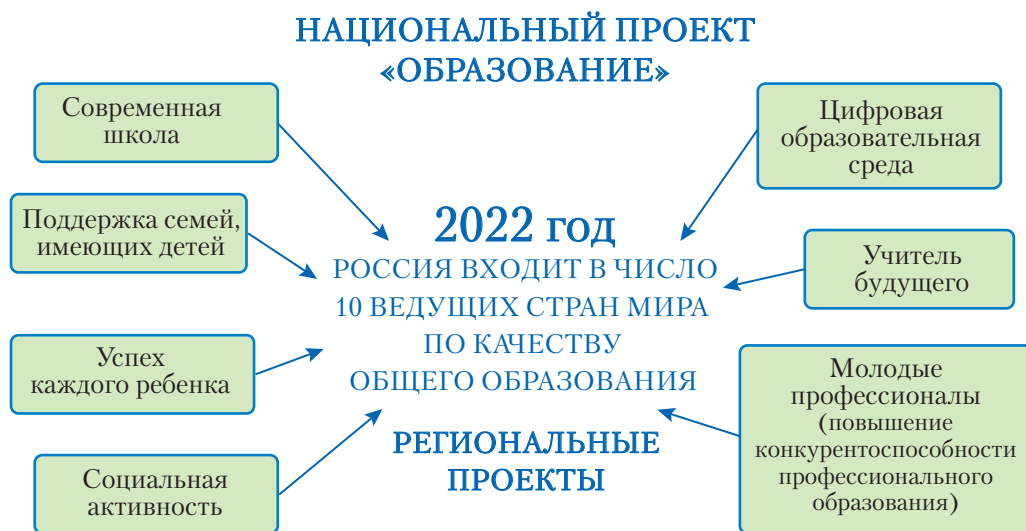 НАЦИОНАЛЬНЫЙ ПРОЕКТ
«ОБРАЗОВАНИЕ»
Современная
школа
Поддержка семей,
имеющих детей
Успех
каждого ребенка
Социальная
активность
2022 год
РОССИЯ ВХОДИТ В ЧИСЛО
10 ВЕДУЩИХ СТРАН МИРА
ПО КАЧЕСТВУ
ОБЩЕГО ОБРАЗОВАНИЯ
РЕГИОНАЛЬНЫЕ
ПРОЕКТЫ
Цифровая
образовательная
среда
Учитель
будущего
Молодые
профессионалы
(повышение
конкурентоспособности
профессионального
образования)